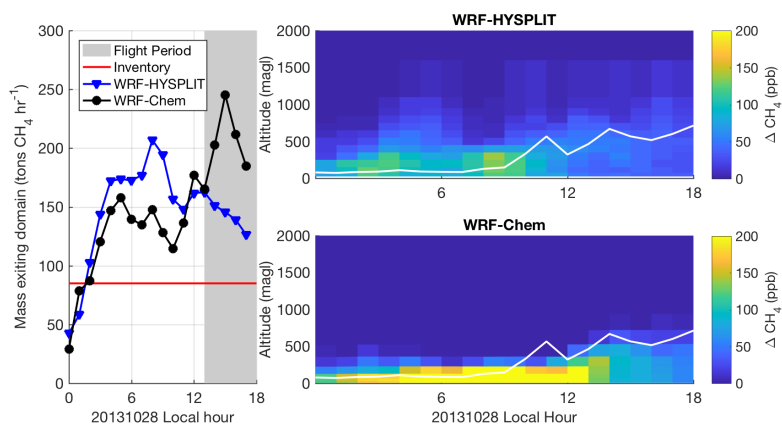 300
250
200
150
100
50
0
Mass exiting domain (tons CH4 hr-1)
Flight Period
Inventory
WRF-HYSPLIT
WRF-Chem
0
6
12
18
20131028 Local hour
WRF-HYSPLIT
2000
1500
1000
500
0
Altitude (magl)
6
12
18
200
150
100
50
0
Δ CH4 (ppb)
WRF-Chem
2000
1500
1000
500
0
Altitude (magl)
6
12
18
20131028 Local Hour
200
150
100
50
0
Δ CH4 (ppb)